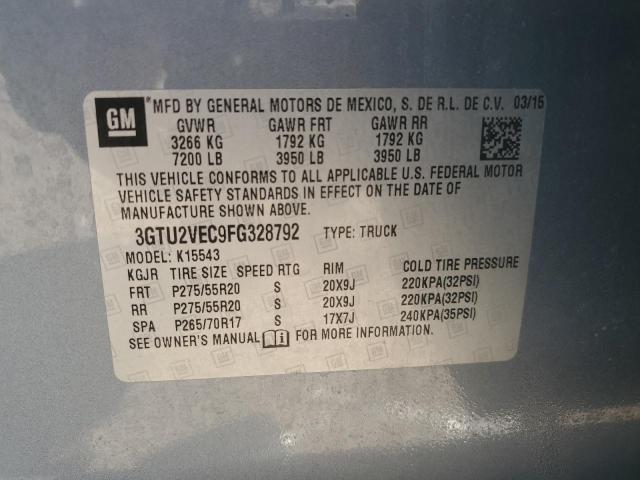 GM *MFD BY GENERAL MOTORS DE MEXICO, S. DE R.L. DE C.V. 03/15
GVWR GAWR FRT GAWR RR
3266 KG 1792 KG 1792 KG
7200 LB 3950 LB 3950 LB
THIS VEHICLE CONFORMS TO ALL APPLICABLE U.S. FEDERAL MOTOR
VEHICLE SAFETY STANDARDS IN EFFECT ON THE DATE OF
MANUFACTURE SHOWN ABOVE.
3GTU2VEC9FG328792 TYPE: TRUCK
MODEL: K15543
KGJR TIRE SIZE SPEED RTG RIM COLD TIRE PRESSURE
FRT P275/55R20 S 20X9J 220KPA(32PSI)
RR P275/55R20 S 20X9J 220KPA(32PSI)
SPA P265/70R17 S 17X7J 240KPA(35PSI)
SEE OWNER'S MANUAL FOR MORE INFORMATION